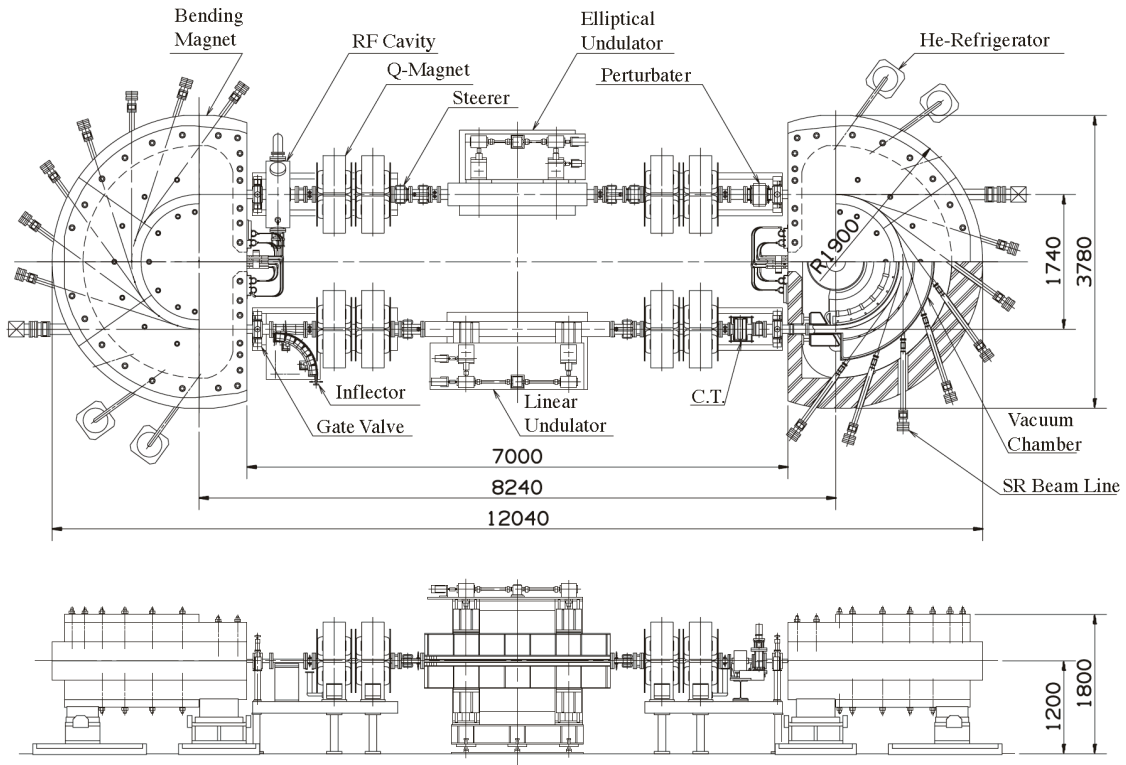 Bending
Magnet
RF Cavity
Q-Magnet
Steerer
Elliptical
Undulator
Perturbater
He-Refrigerator
R1900
1740
3780
Inflector
Gate Valve
Linear
Undulator
C.T.
Vacuum
Chamber
SR Beam Line
7000
8240
12040
1200
1800